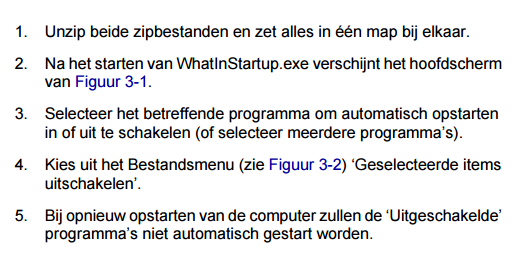 1. Unzip beide zipbestanden en zet alles in één map bij elkaar.
2. Na het starten van WhatInStartup.exe verschijnt het hoofdscherm
van Figuur 3-1.
3. Selecteer het betreffende programma om automatisch opstarten
in of uit te schakelen (of selecteer meerdere programma’s).
4. Kies uit het Bestandsmenu (zie Figuur 3-2) ‘Geselecteerde items
uitschakelen’.
5. Bij opnieuw opstarten van de computer zullen de ‘Uitgeschakelde’
programma’s niet automatisch gestart worden.